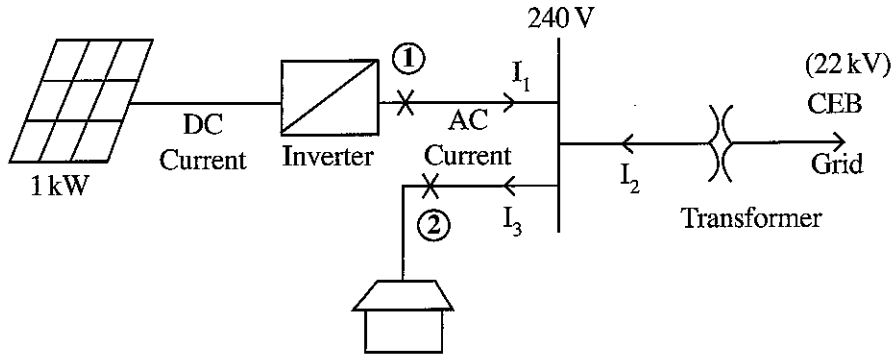 240 V
①
I₁
(22 kV)
CEB
DC
Current
Inverter
AC
Current
I₂
Grid
1 kW
②
I₃
Transformer